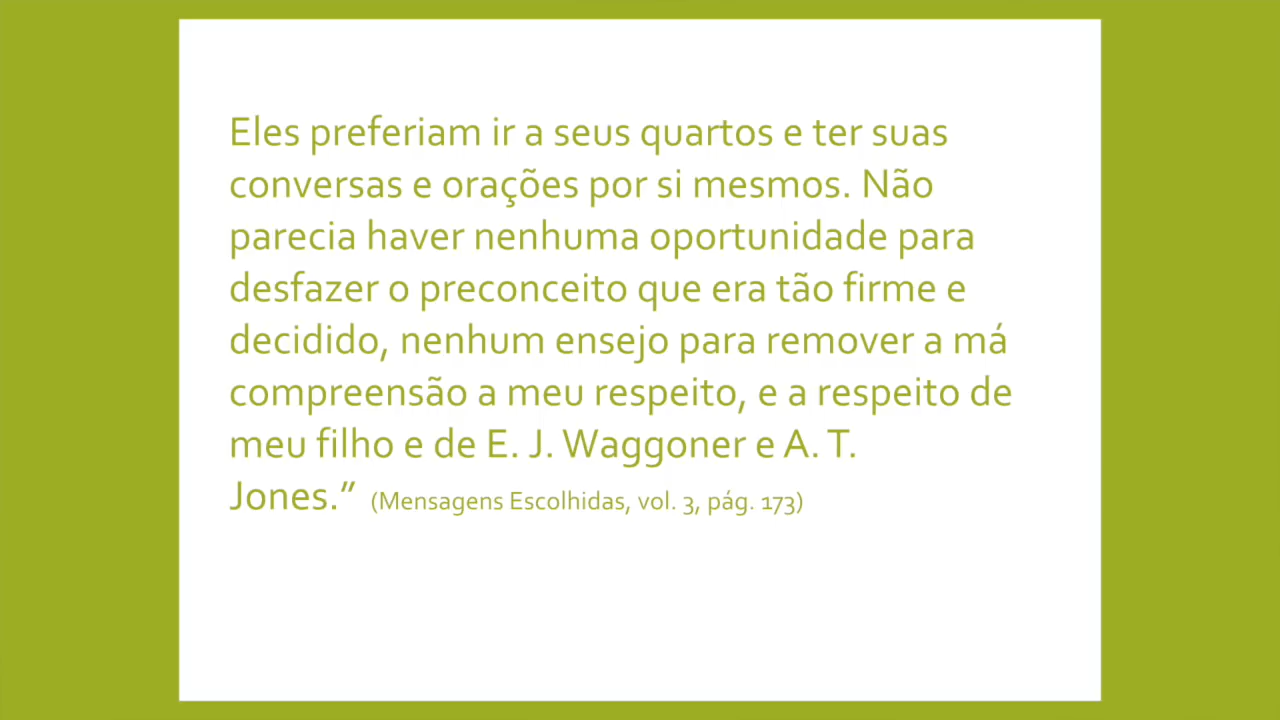 Eles preferiam ir a seus quartos e ter suas
conversas e orações por si mesmos. Não
parecia haver nenhuma oportunidade para
desfazer o preconceito que era tão firme e
decidido, nenhum ensejo para remover a má
compreensão a meu respeito, e a respeito de
meu filho e de E. J. Waggoner e A. T.
Jones.” (Mensagens Escolhidas, vol. 3, pág. 173)